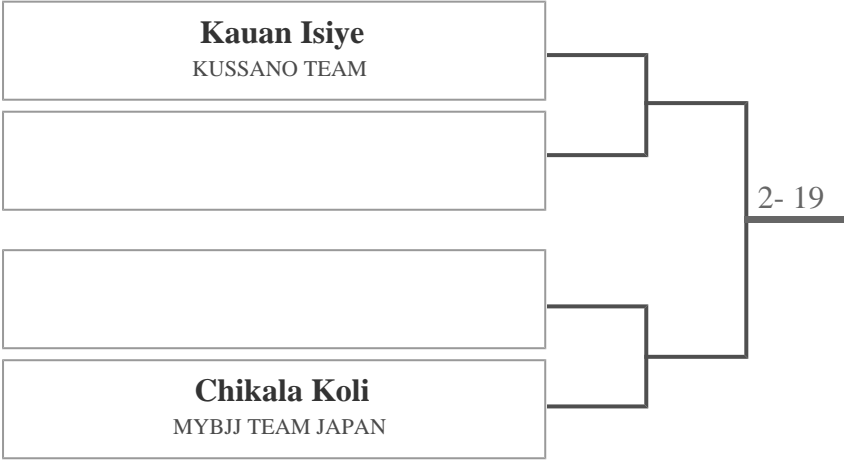 Kauan Isiye
KUSSANO TEAM
2- 19
Chikala Koli
MYBJJ TEAM JAPAN